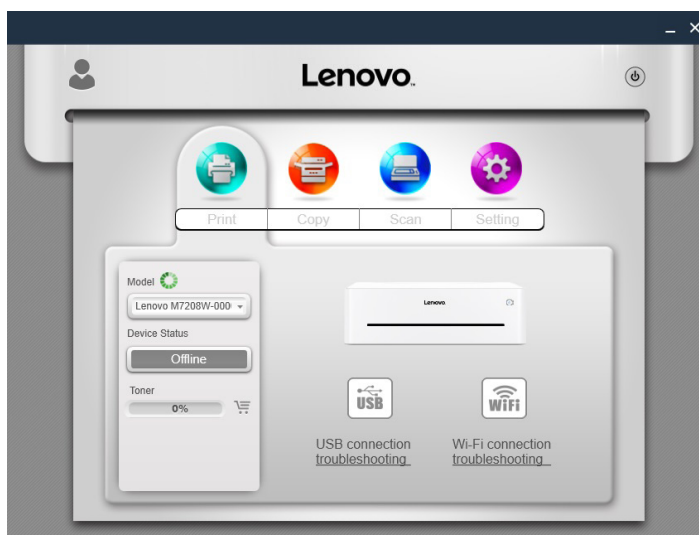 Lenovo.
Print Copy Scan Setting
Model
Lenovo M7208W-000
Device Status
Offline
Toner
0%
Lenovo
USB
WiFi
USB connection
troubleshooting
Wi-Fi connection
troubleshooting